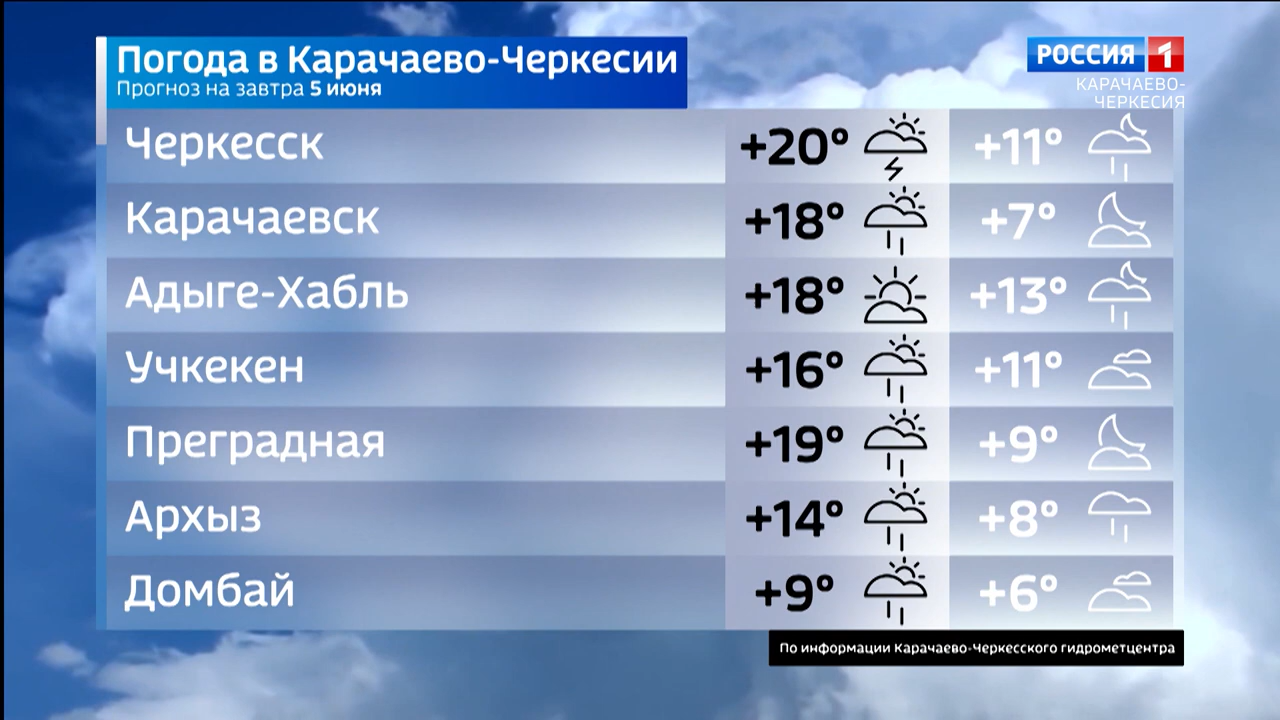 Погода в Карачаево-Черкесии
Прогноз на завтра 5 июня
РОССИЯ 1
КАРАЧАЕВО-
ЧЕРКЕСИЯ
Черкесск +20° +11°
Карачаевск +18° +7°
Адыге-Хабль +18° +13°
Учкекен +16° +11°
Преградная +19° +9°
Архыз +14° +8°
Домбай +9° +6°
По информации Карачаево-Черкесского гидрометцентра